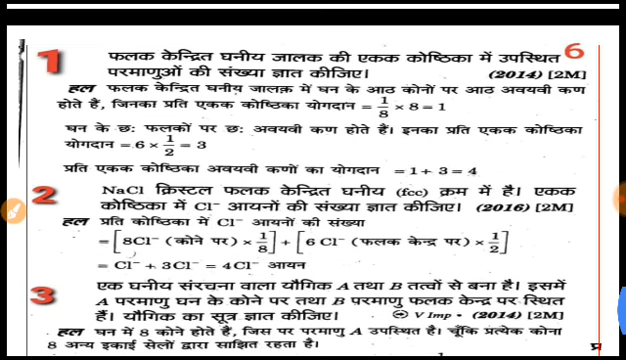 1 फलक केन्द्रित घनीय जालक की एकक कोष्ठिका में उपस्थित 6
परमाणुओं की संख्या ज्ञात कीजिए। (2014) [2M]
हल फलक केन्द्रित घनीय जालक में घन के आठ कोनों पर आठ अवयवी कण
होते हैं, जिनका प्रति एकक कोष्ठिका योगदान = 1/8 × 8 = 1
घन के छः फलकों पर छः अवयवी कण होते हैं। इनका प्रति एकक कोष्ठिका
योगदान = 6 × 1/2 = 3
प्रति एकक कोष्ठिका अवयवी कणों का योगदान = 1 + 3 = 4
2 NaCl क्रिस्टल फलक केन्द्रित घनीय (fcc) क्रम में है। एकक
कोष्ठिका में Cl⁻ आयनों की संख्या ज्ञात कीजिए। (2016) [2M]
हल प्रति कोष्ठिका में Cl⁻ आयनों की संख्या
= [8Cl⁻ (कोने पर) × 1/8] + [6 Cl⁻ (फलक केन्द्र पर) × 1/2]
= Cl⁻ + 3Cl⁻ = 4Cl⁻ आयन
3 एक घनीय संरचना वाला यौगिक A तथा B तत्वों से बना है। इसमें
A परमाणु घन के कोने पर तथा B परमाणु फलक केन्द्र पर स्थित
हैं। यौगिक का सूत्र ज्ञात कीजिए। V Imp • (2014) [2M]
हल घन में 8 कोने होते हैं, जिस पर परमाणु A उपस्थित है। चूँकि प्रत्येक कोना
8 अन्य इकाई सेलों द्वारा साझित रहता है।
प्र